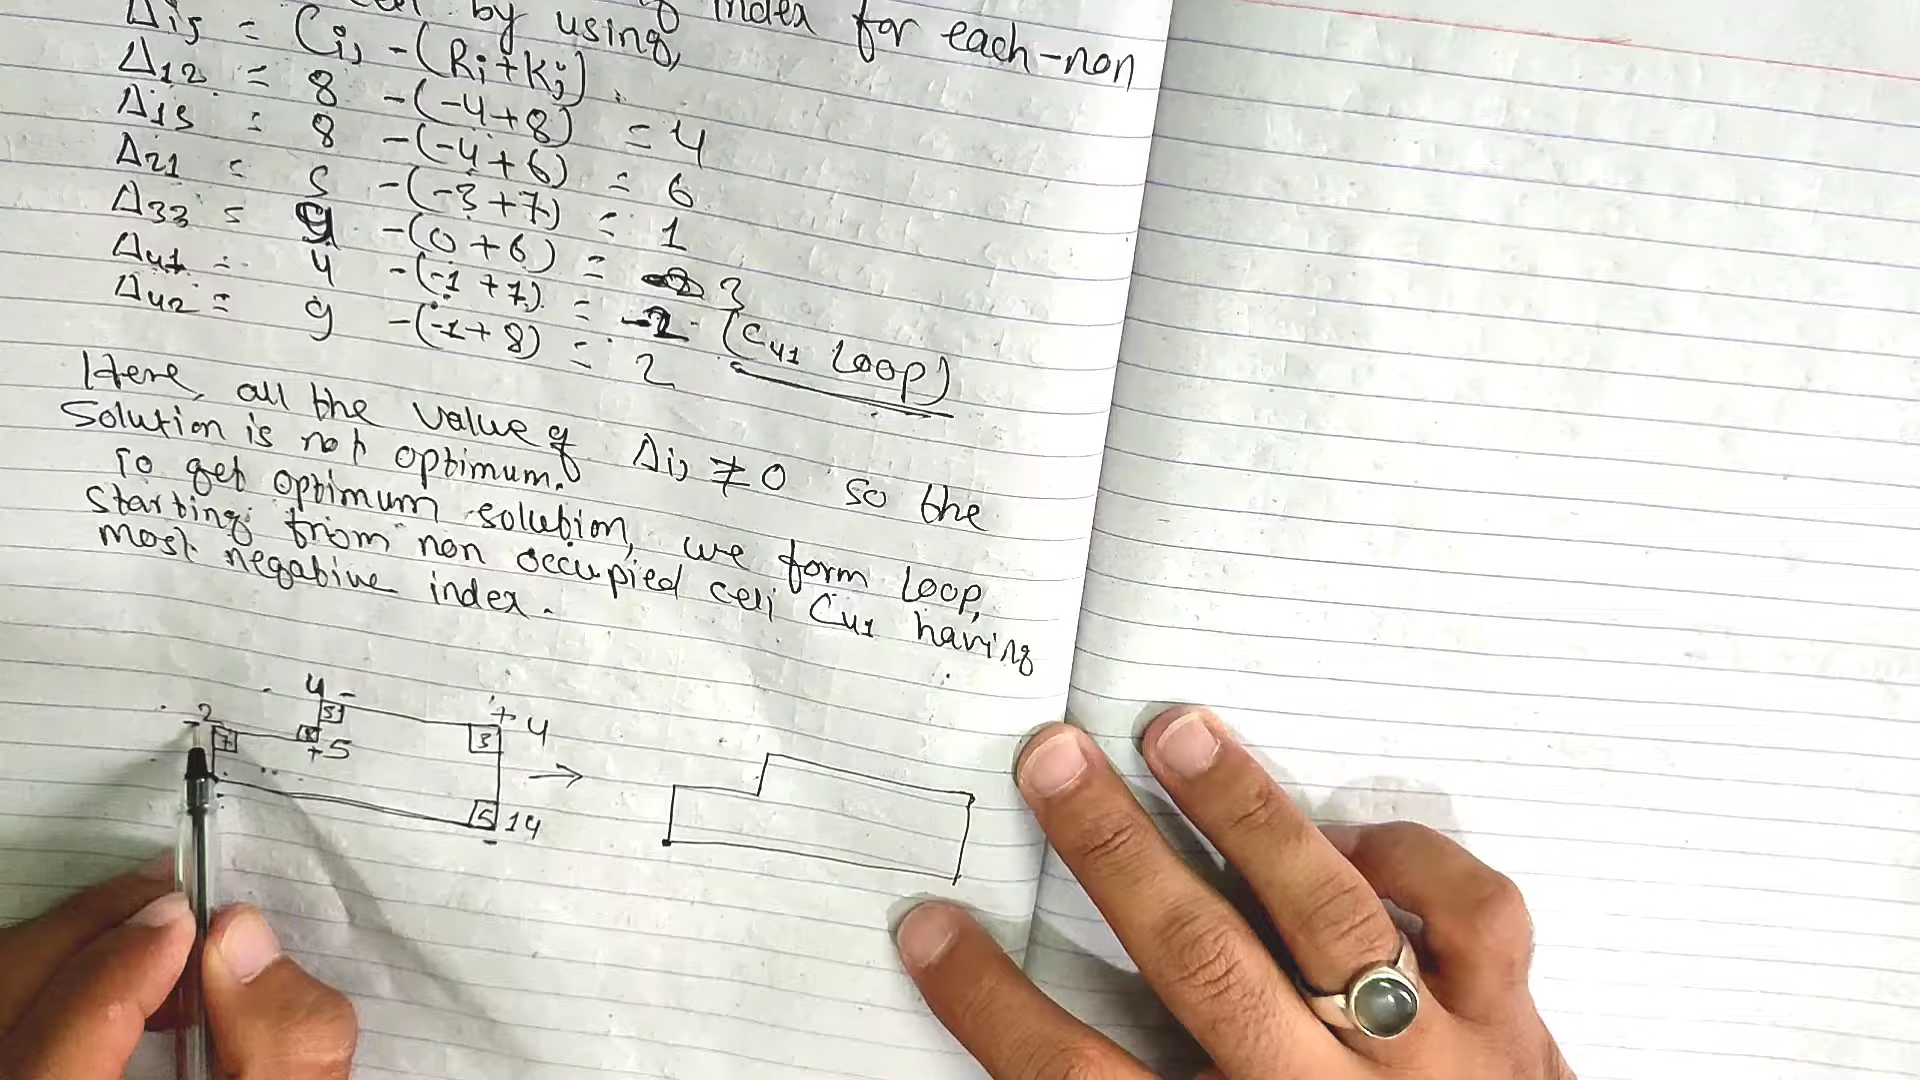 by using, index for each-non
Δij = Cij - (Ri + Kj).
Δ12 = 8 - (-4 + 8) = 4
Δ13 = 8 - (-4 + 6) = 6
Δ21 = 5 - (-3 + 7) = 1
Δ33 = 9 - (0 + 6) = 3
Δ41 = 4 - (-1 + 7) = -2 (C41 Loop)
Δ42 = 9 - (-1 + 8) = 2
Here, all the value of Δij ≱ 0 so the
Solution is not optimum.
To get optimum solution, we form Loop,
starting from non occupied cell C41 having
most negative index.
4 -
5
+ 4
- 2
7
8
+ 5
3
→
5 14
-